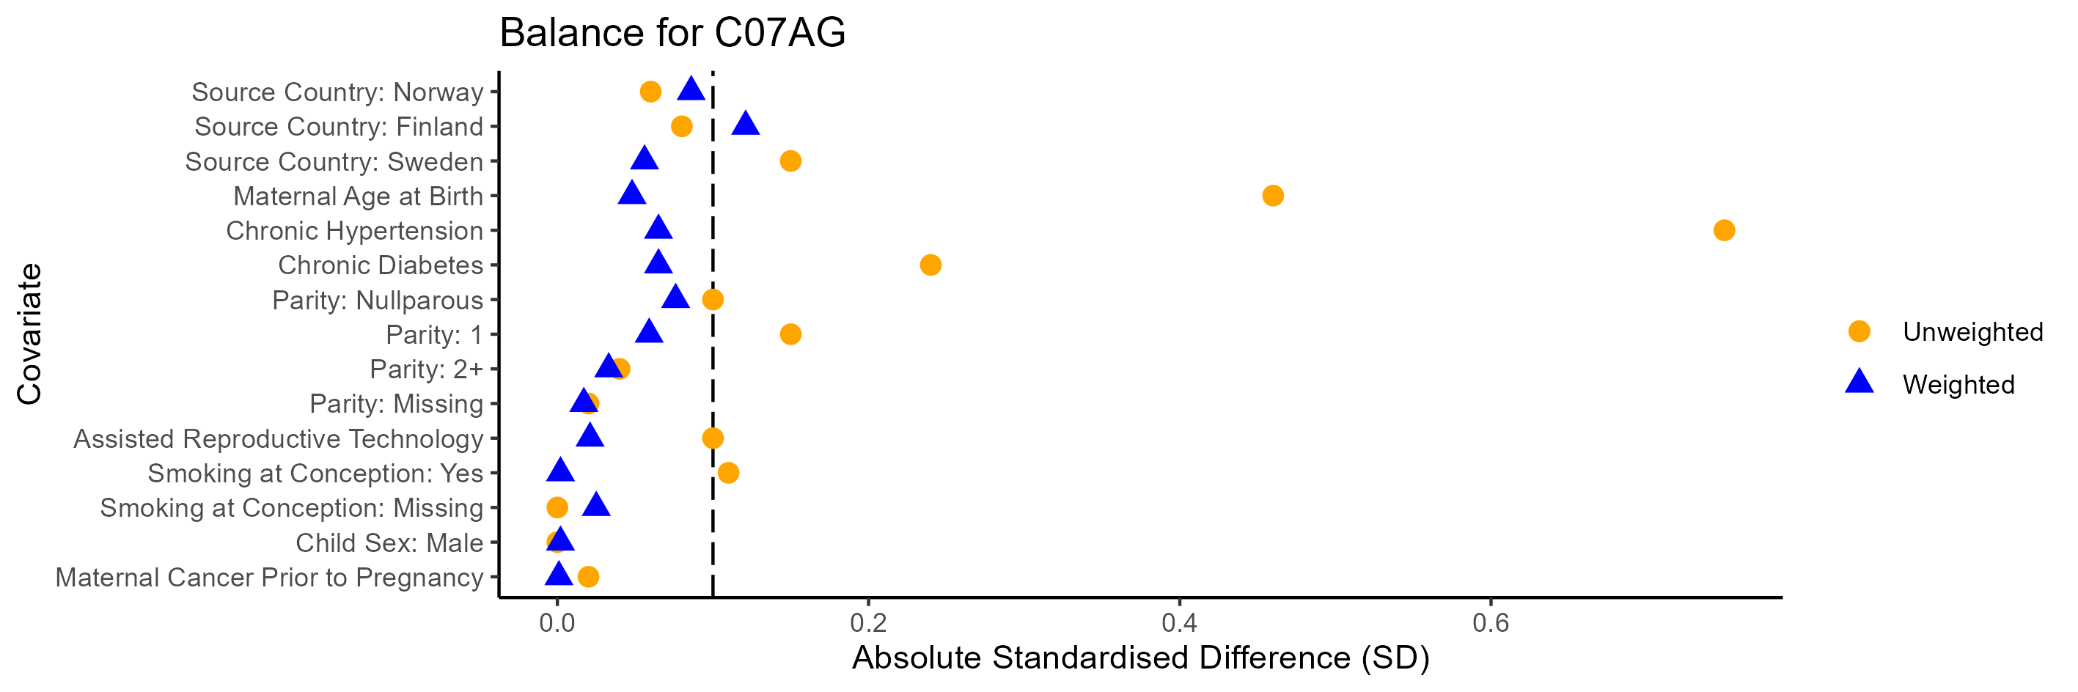 Balance for C07AG
Covariate
Source Country: Norway
Source Country: Finland
Source Country: Sweden
Maternal Age at Birth
Chronic Hypertension
Chronic Diabetes
Parity: Nullparous
Parity: 1
Parity: 2+
Parity: Missing
Assisted Reproductive Technology
Smoking at Conception: Yes
Smoking at Conception: Missing
Child Sex: Male
Maternal Cancer Prior to Pregnancy
0.0 0.2 0.4 0.6
Absolute Standardised Difference (SD)
Unweighted
Weighted